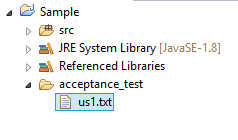 Sample
src
JRE System Library [JavaSE-1.8]
Referenced Libraries
acceptance_test
us1.txt